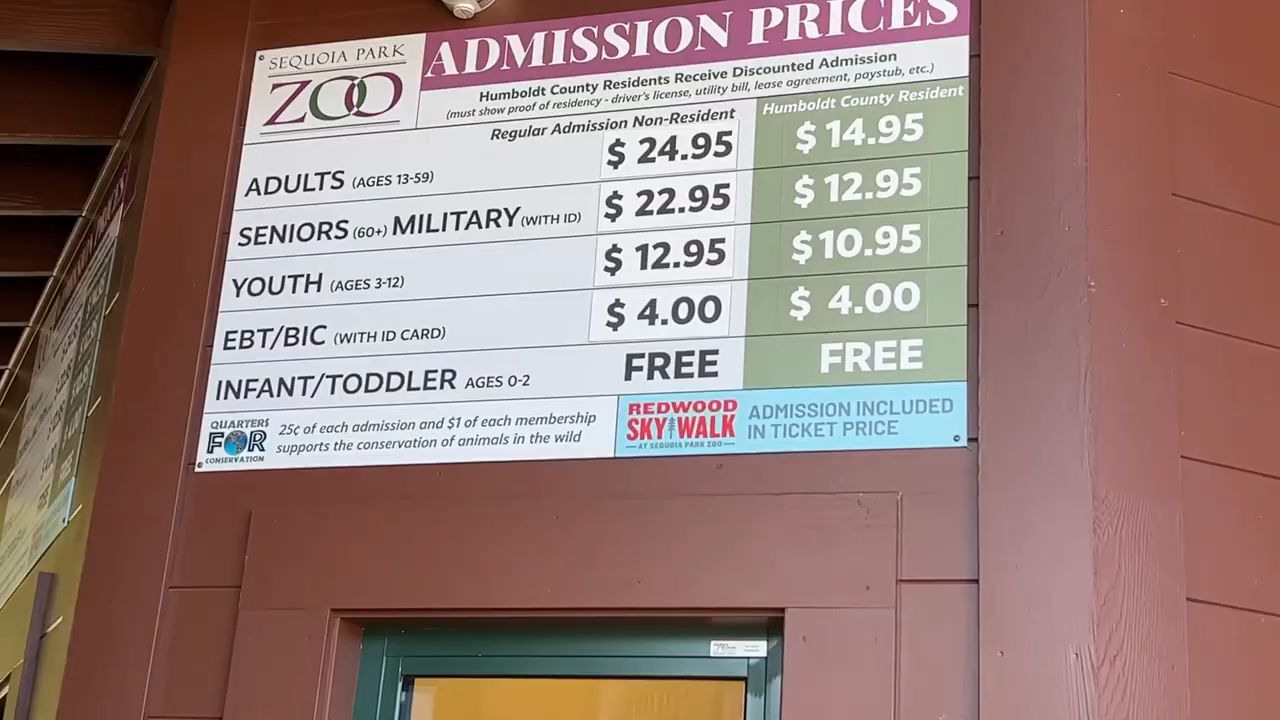 SEQUOIA PARK
ZOO
ADMISSION PRICES
Humboldt County Residents Receive Discounted Admission
(must show proof of residency - driver's license, utility bill, lease agreement, paystub, etc.)
Regular Admission Non-Resident
Humboldt County Resident
ADULTS (AGES 13-59) $ 24.95 $ 14.95
SENIORS (60+) MILITARY (WITH ID) $ 22.95 $ 12.95
YOUTH (AGES 3-12) $ 12.95 $ 10.95
EBT/BIC (WITH ID CARD) $ 4.00 $ 4.00
INFANT/TODDLER AGES 0-2 FREE FREE
QUARTERS
FOR
CONSERVATION
25¢ of each admission and $1 of each membership
supports the conservation of animals in the wild
REDWOOD
SKY WALK
AT SEQUOIA PARK ZOO
ADMISSION INCLUDED
IN TICKET PRICE